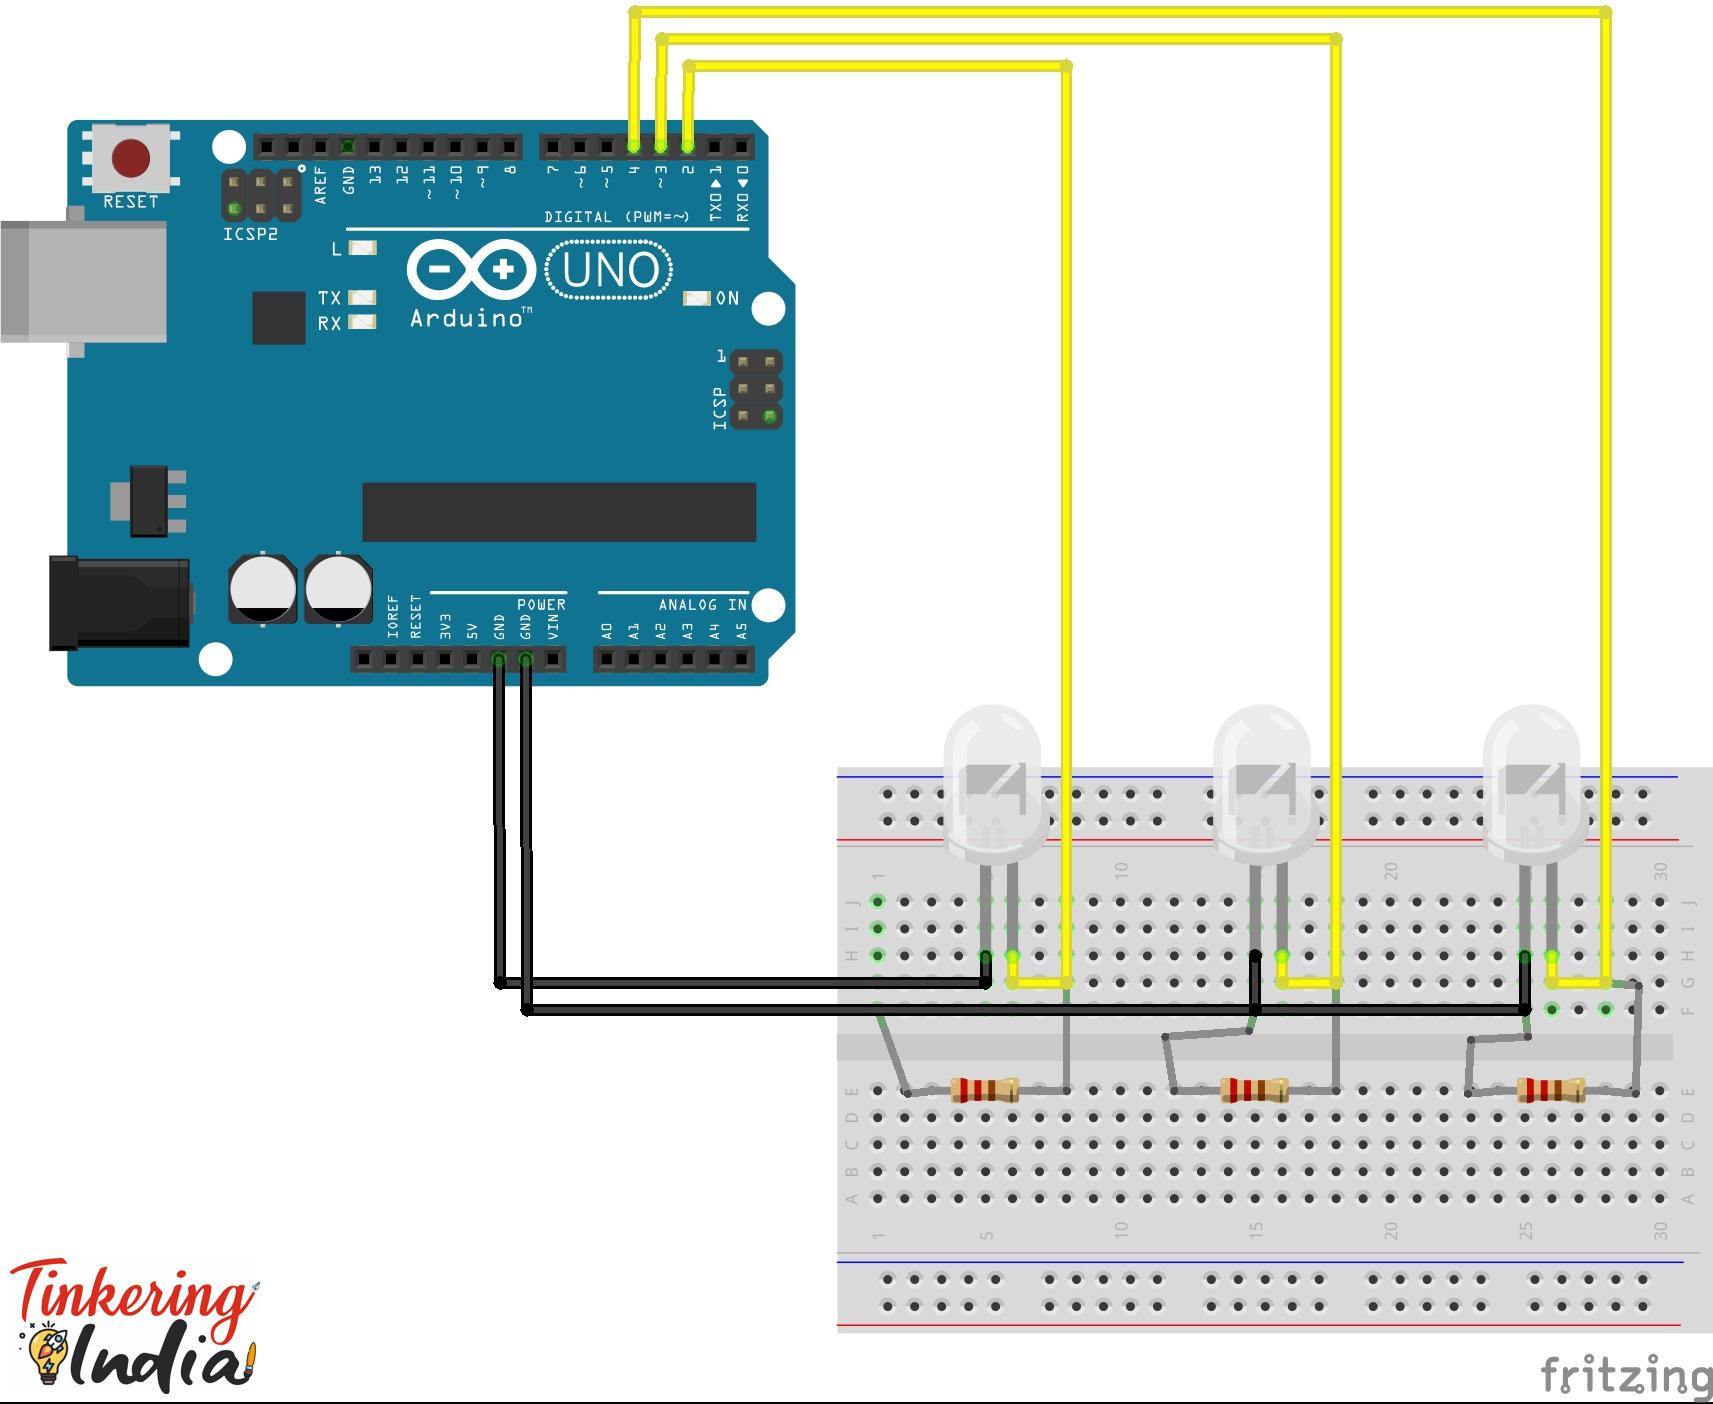 RESET
ICSP2
AREF
GND
13
12
~11
~10
~9
8
7
~6
~5
4
~3
2
TX0▶1
RX0◀0
DIGITAL (PWM=~)
L
TX
RX
UNO
Arduino™
ON
1
ICSP
IOREF
RESET
3V3
5V
GND
GND
VIN
POWER
ANALOG IN
A0
A1
A2
A3
A4
A5
1
10
20
30
J
I
H
G
F
J
I
H
G
F
E
D
C
B
A
E
D
C
B
A
1
5
10
15
20
25
30
Tinkering
India
fritzing